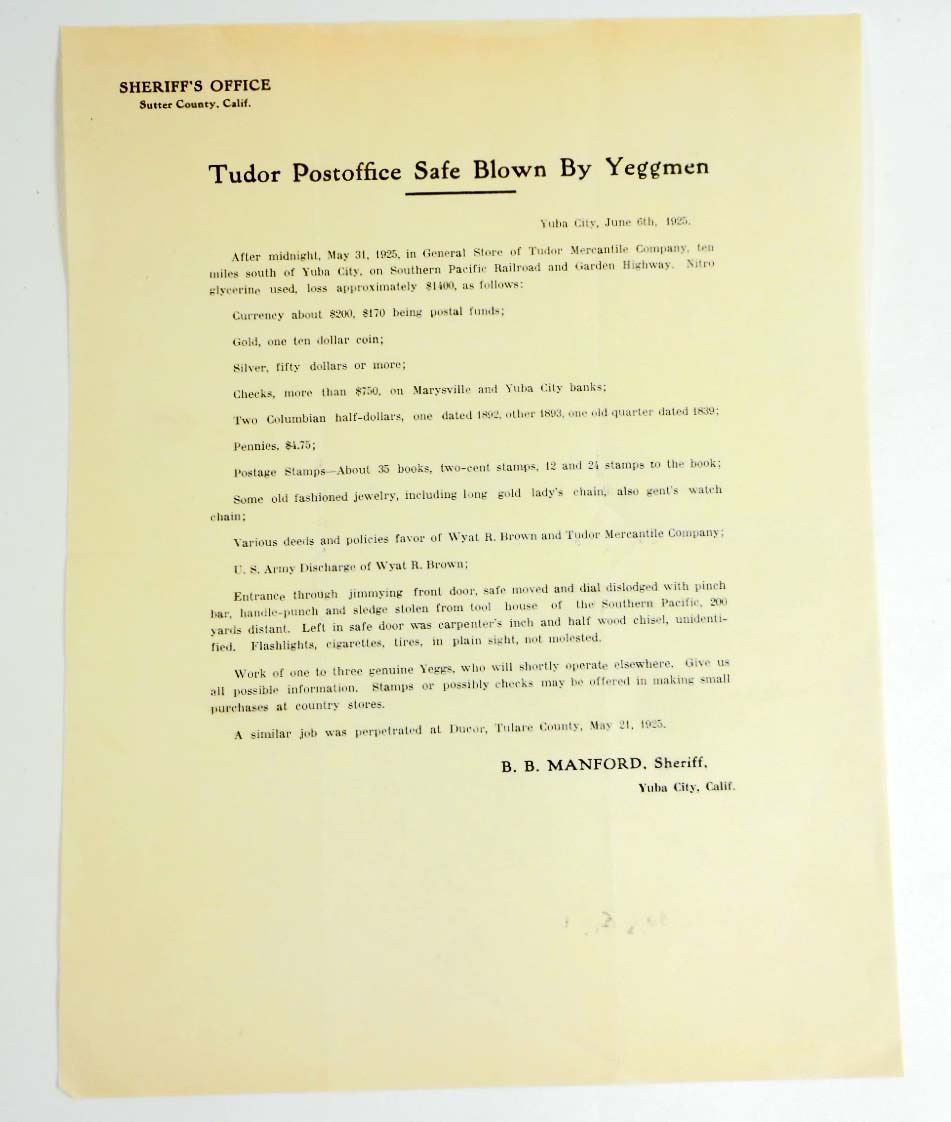 SHERIFF'S OFFICE
Sutter County, Calif.
Tudor Postoffice Safe Blown By Yeggmen
Yuba City, June 6th, 1925.
After midnight, May 31, 1925, in General Store of Tudor Mercantile Company, ten
miles south of Yuba City, on Southern Pacific Railroad and Garden Highway. Nitro
glycerine used, loss approximately $1400, as follows:
Currency about $200, $170 being postal funds;
Gold, one ten dollar coin;
Silver, fifty dollars or more;
Checks, more than $750, on Marysville and Yuba City banks;
Two Columbian half-dollars, one dated 1892, other 1893, one old quarter dated 1839;
Pennies, $4.75;
Postage Stamps—About 35 books, two-cent stamps, 12 and 24 stamps to the book;
Some old fashioned jewelry, including long gold lady's chain, also gent's watch
chain;
Various deeds and policies favor of Wyat R. Brown and Tudor Mercantile Company;
U. S. Army Discharge of Wyat R. Brown;
Entrance through jimmying front door, safe moved and dial dislodged with pinch
bar, handle-punch and sledge stolen from tool house of the Southern Pacific, 200
yards distant. Left in safe door was carpenter's inch and half wood chisel, unidenti-
fied. Flashlights, cigarettes, tires, in plain sight, not molested.
Work of one to three genuine Yeggs, who will shortly operate elsewhere. Give us
all possible information. Stamps or possibly checks may be offered in making small
purchases at country stores.
A similar job was perpetrated at Ducor, Tulare County, May 21, 1925.
B. B. MANFORD, Sheriff,
Yuba City, Calif.